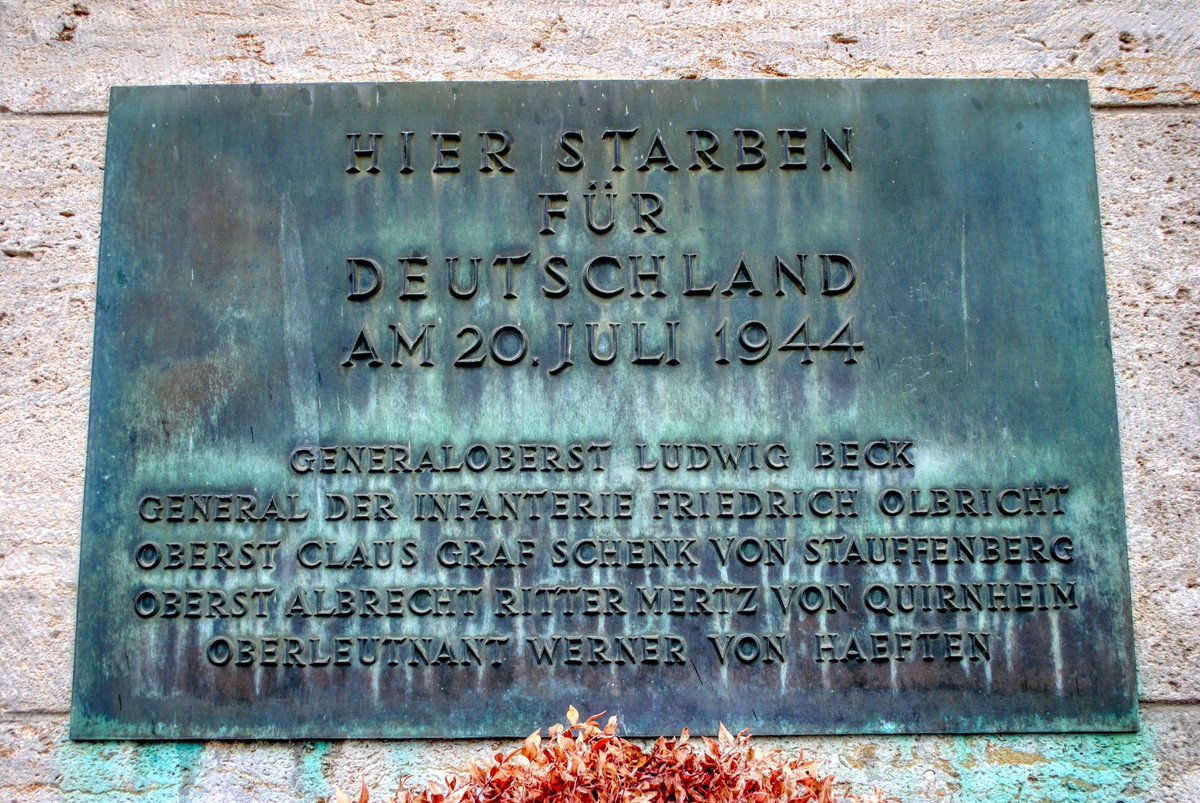 HIER STARBEN
FÜR
DEUTSCHLAND
AM 20. JULI 1944
GENERALOBERST LUDWIG BECK
GENERAL DER INFANTERIE FRIEDRICH OLBRICHT
OBERST CLAUS GRAF SCHENK VON STAUFFENBERG
OBERST ALBRECHT RITTER MERTZ VON QUIRNHEIM
OBERLEUTNANT WERNER VON HAEFTEN